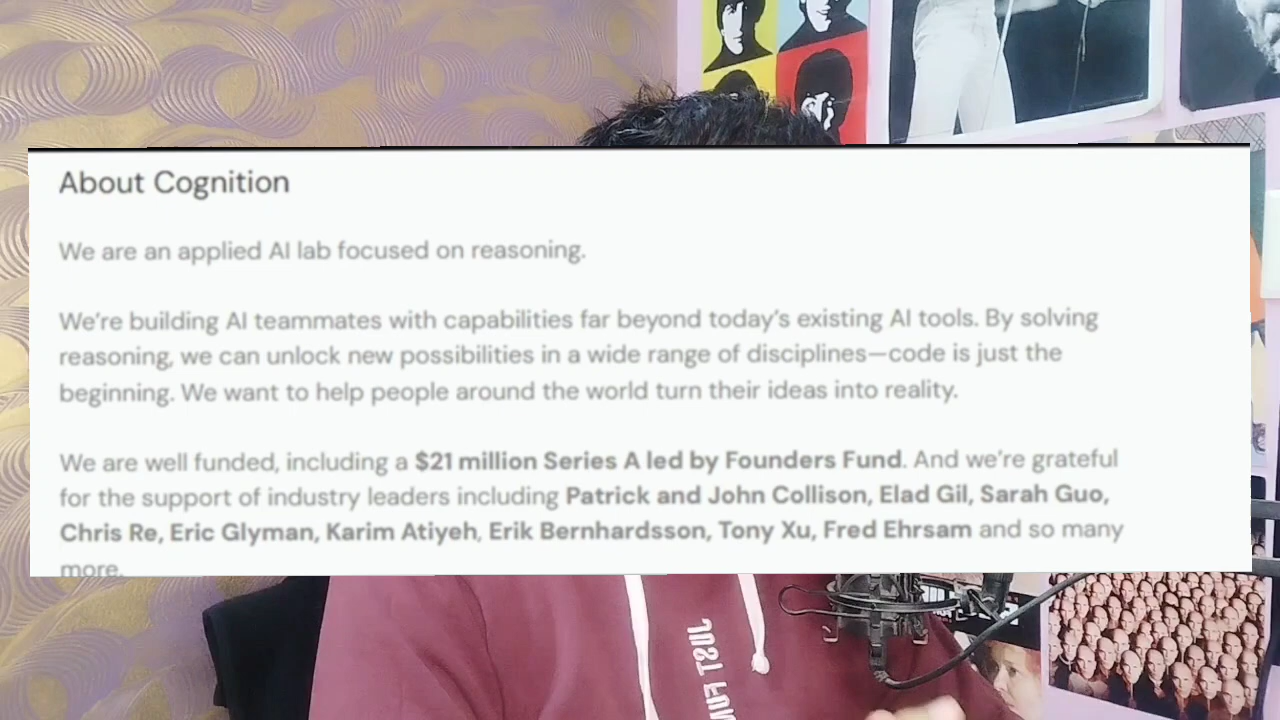 About Cognition
We are an applied AI lab focused on reasoning.
We're building AI teammates with capabilities far beyond today's existing AI tools. By solving
reasoning, we can unlock new possibilities in a wide range of disciplines—code is just the
beginning. We want to help people around the world turn their ideas into reality.
We are well funded, including a $21 million Series A led by Founders Fund. And we're grateful
for the support of industry leaders including Patrick and John Collison, Elad Gil, Sarah Guo,
Chris Re, Eric Glyman, Karim Atiyeh, Erik Bernhardsson, Tony Xu, Fred Ehrsam and so many
more.
JUST